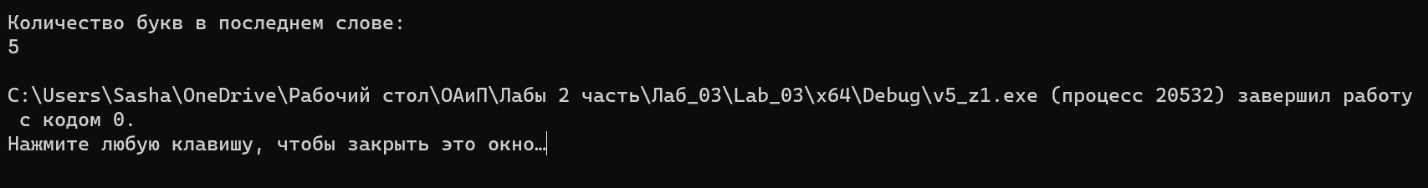 Количество букв в последнем слове:
5
C:\Users\Sasha\OneDrive\Рабочий стол\ОАиП\Лабы 2 часть\Лаб_03\Lab_03\x64\Debug\v5_z1.exe (процесс 20532) завершил работу
с кодом 0.
Нажмите любую клавишу, чтобы закрыть это окно…